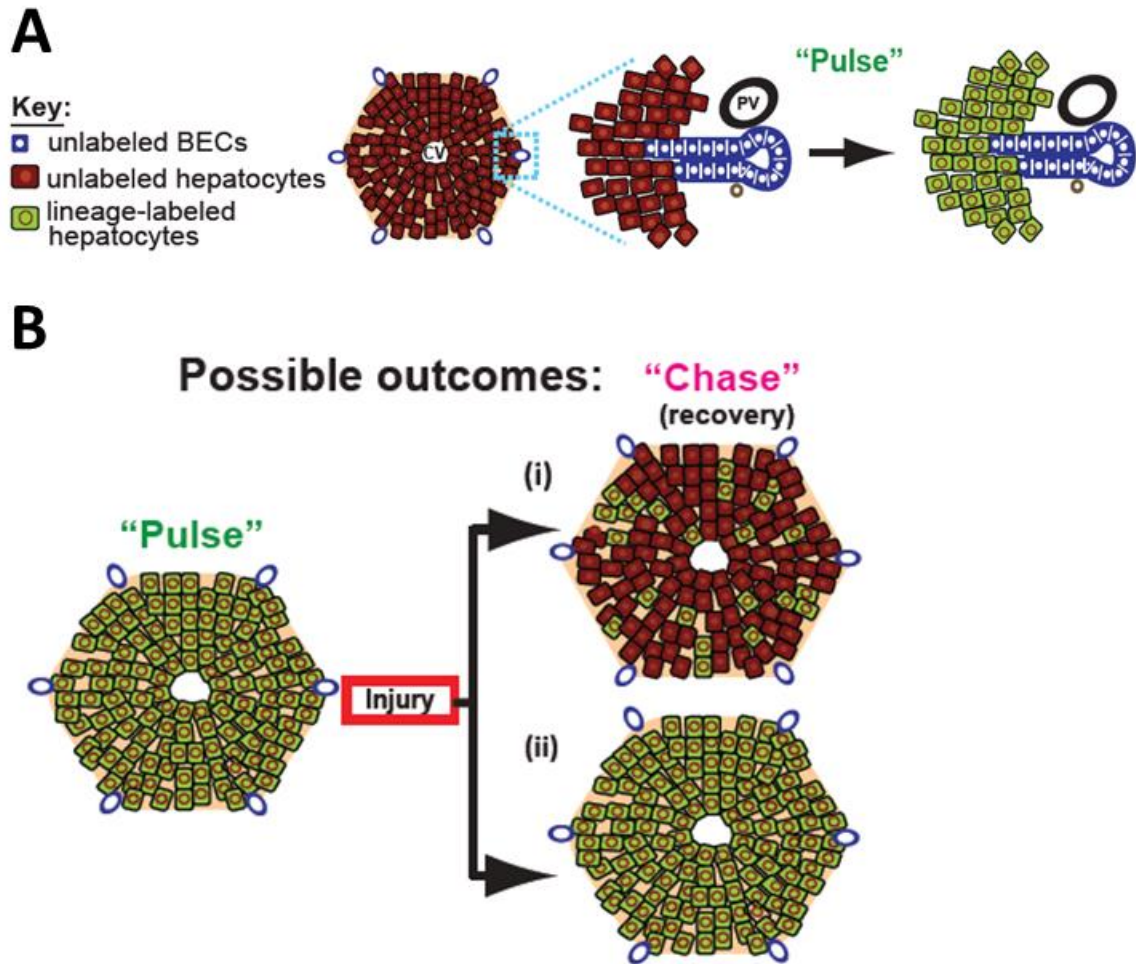 A
Key:
unlabeled BECs
unlabeled hepatocytes
lineage-labeled
hepatocytes
CV
PV
“Pulse”
B
Possible outcomes:
“Chase”
(recovery)
“Pulse”
Injury
(i)
(ii)